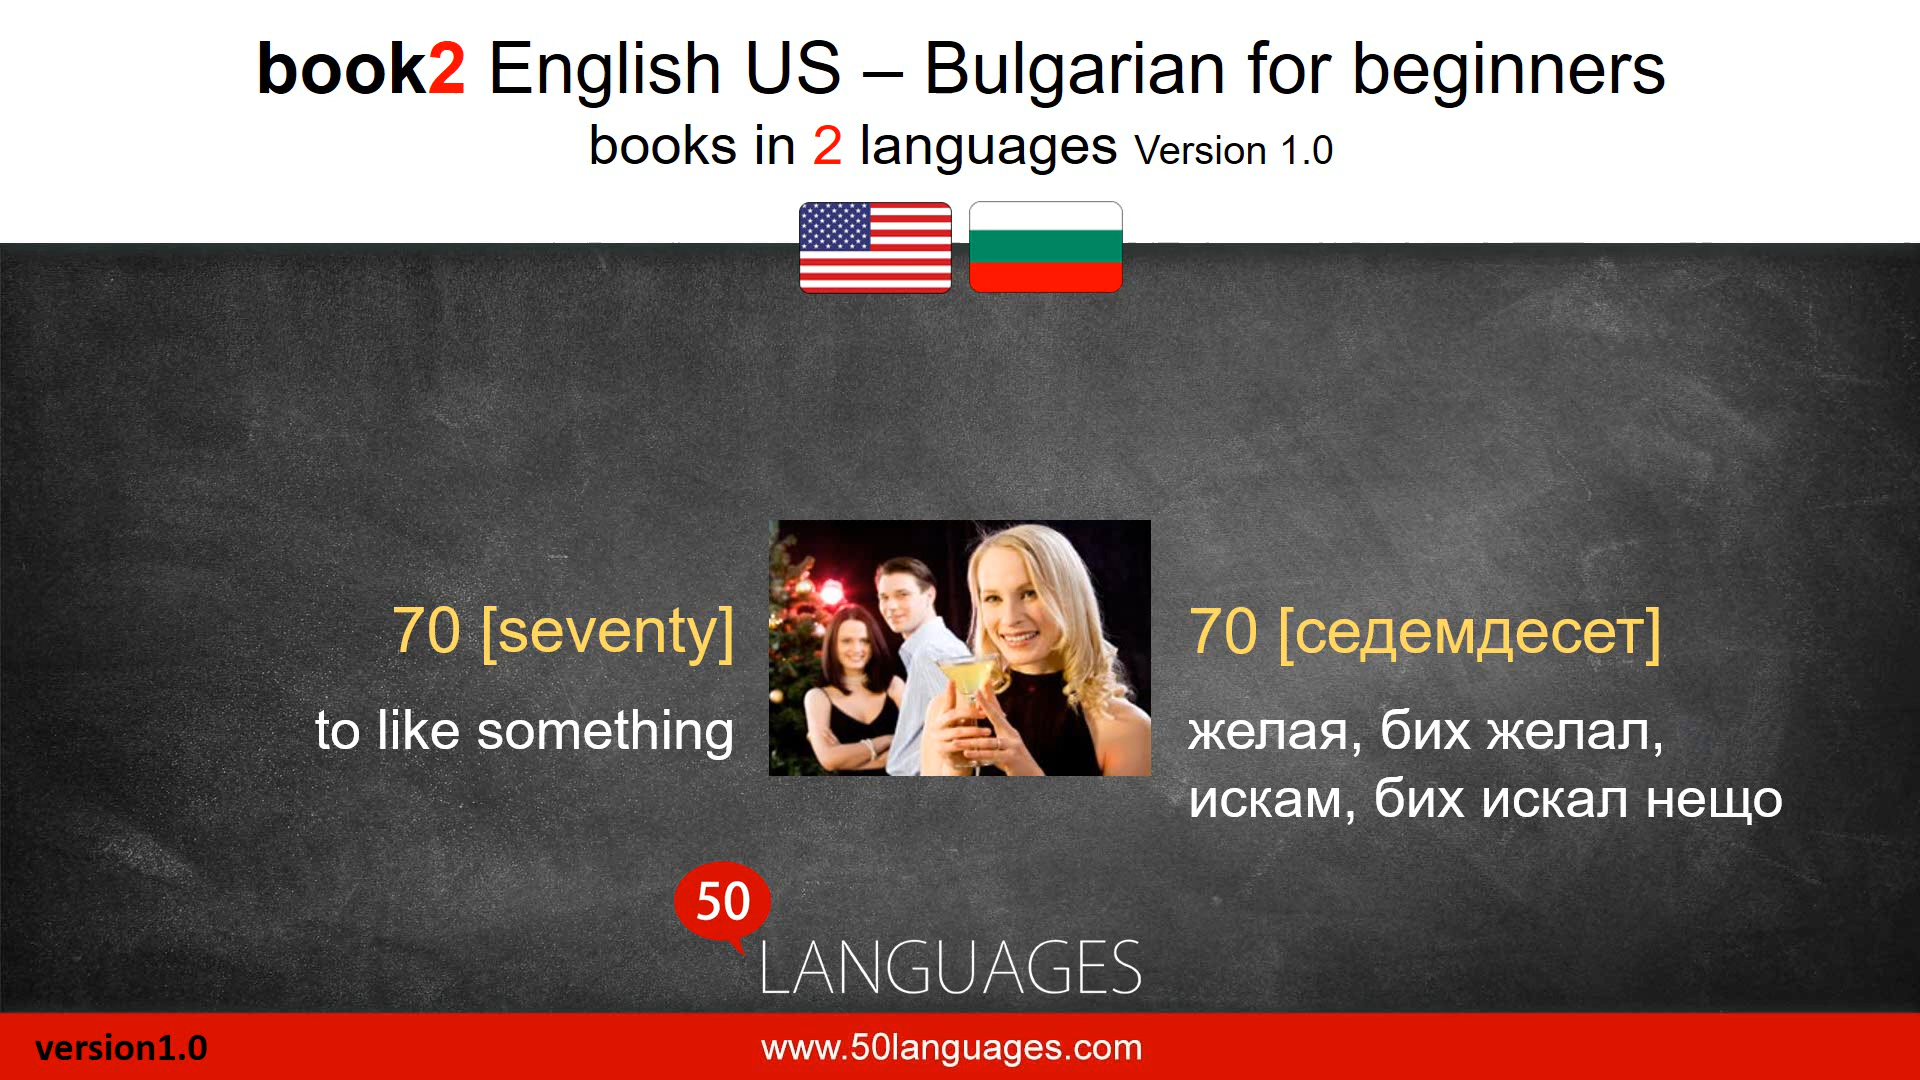 book2 English US – Bulgarian for beginners
books in 2 languages Version 1.0
70 [seventy]
to like something
70 [седемдесет]
желая, бих желал,
искам, бих искал нещо
50
LANGUAGES
version1.0
www.50languages.com